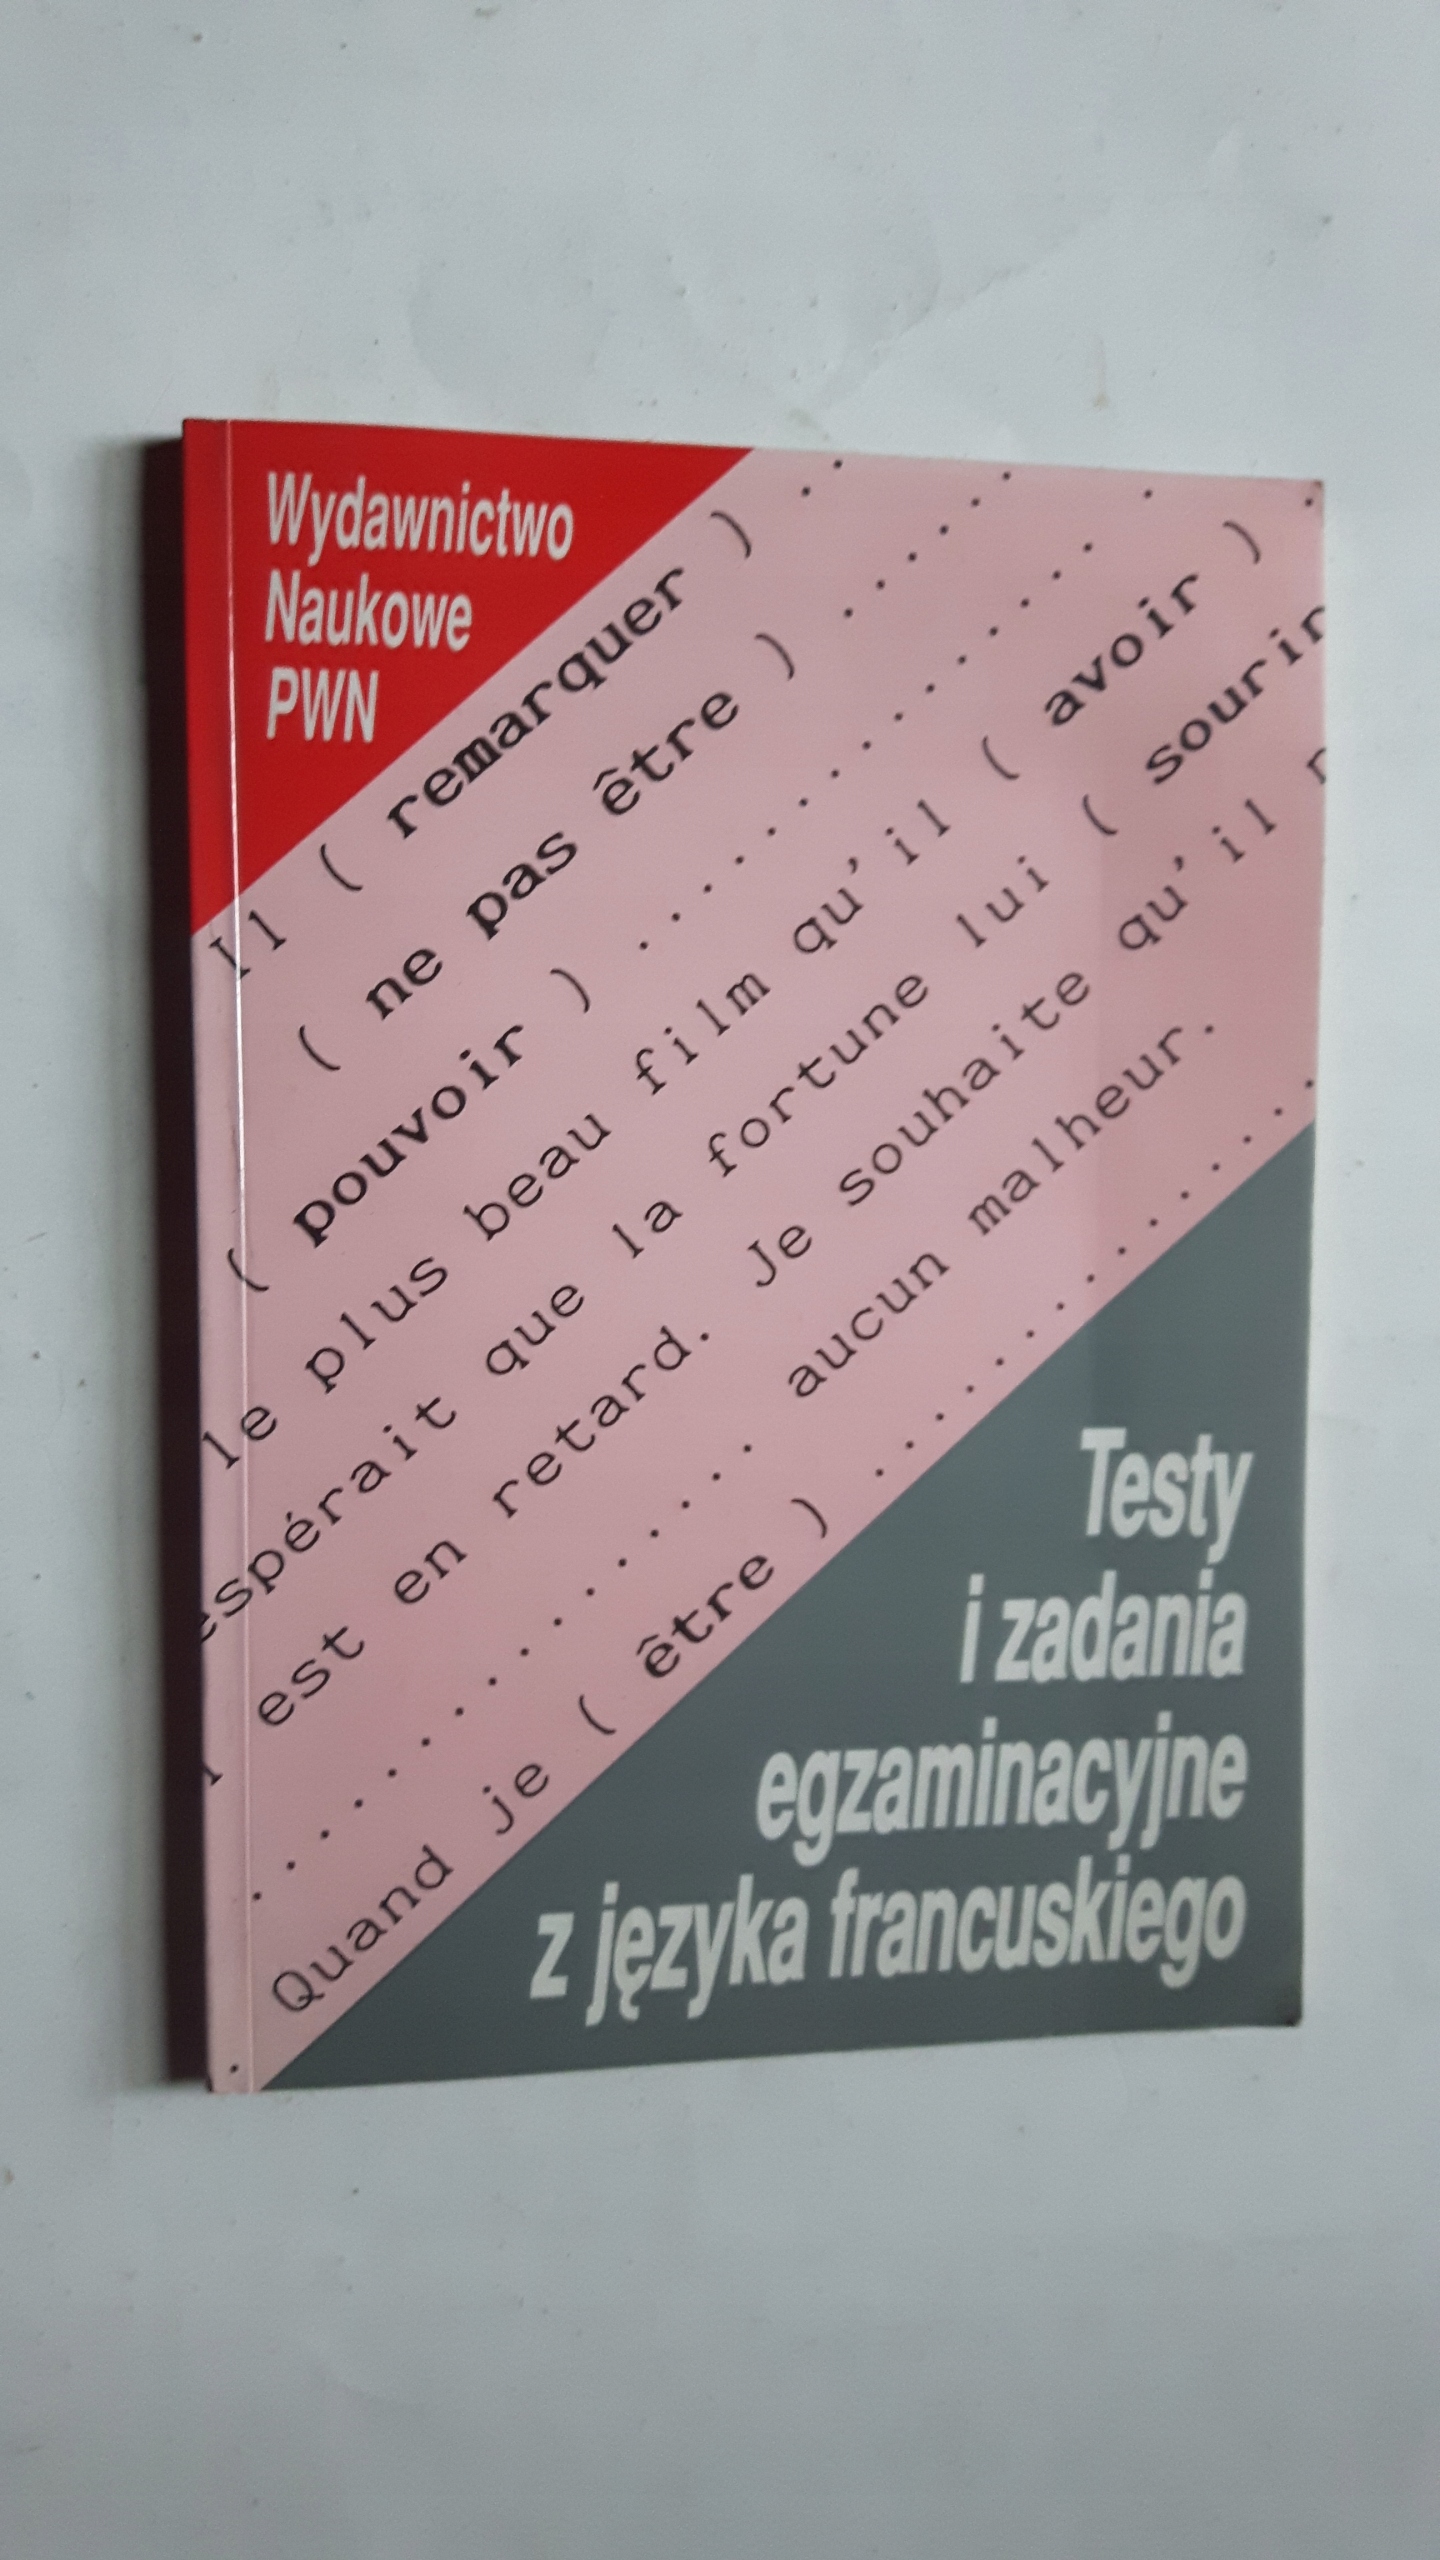 Wydawnictwo
Naukowe
PWN
Il ( remarquer ) . .
( ne pas être ) . . . . . .
( pouvoir ) . . . . . . . . . . . . . . . . .
le plus beau film qu'il ( avoir ) .
espérait que la fortune lui ( sourir
est en retard. Je souhaite qu'il
. . . . . . . . . . . . . . . . aucun malheur.
Quand je ( être ) . . . . . . . . . . . . . . .
Testy
i zadania
egzaminacyjne
z języka francuskiego